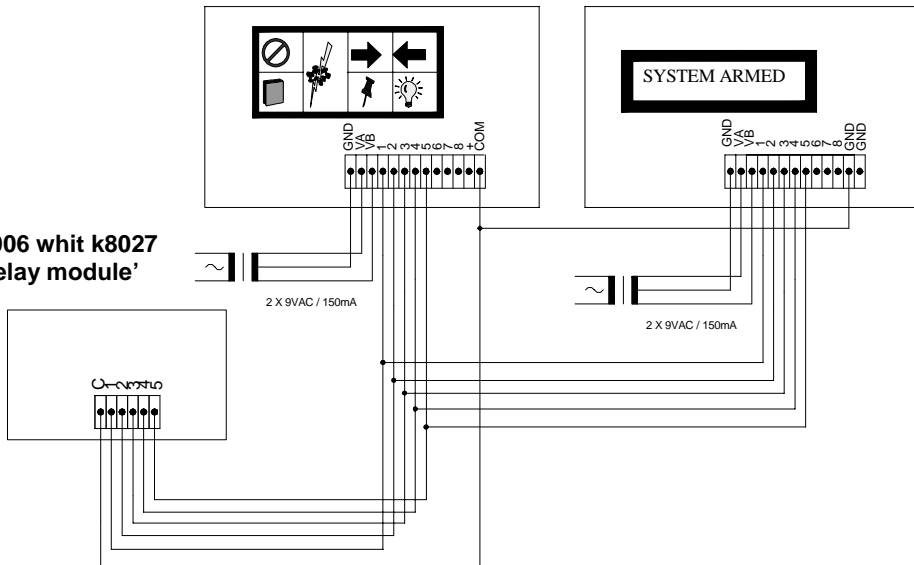 SYSTEM ARMED
GND VA VB 1 2 3 4 5 6 7 8 + COM
GND VA VB 1 2 3 4 5 6 7 8 GND GND
006 whit k8027
elay module’
2 X 9VAC / 150mA
2 X 9VAC / 150mA
C 1 2 3 4 5